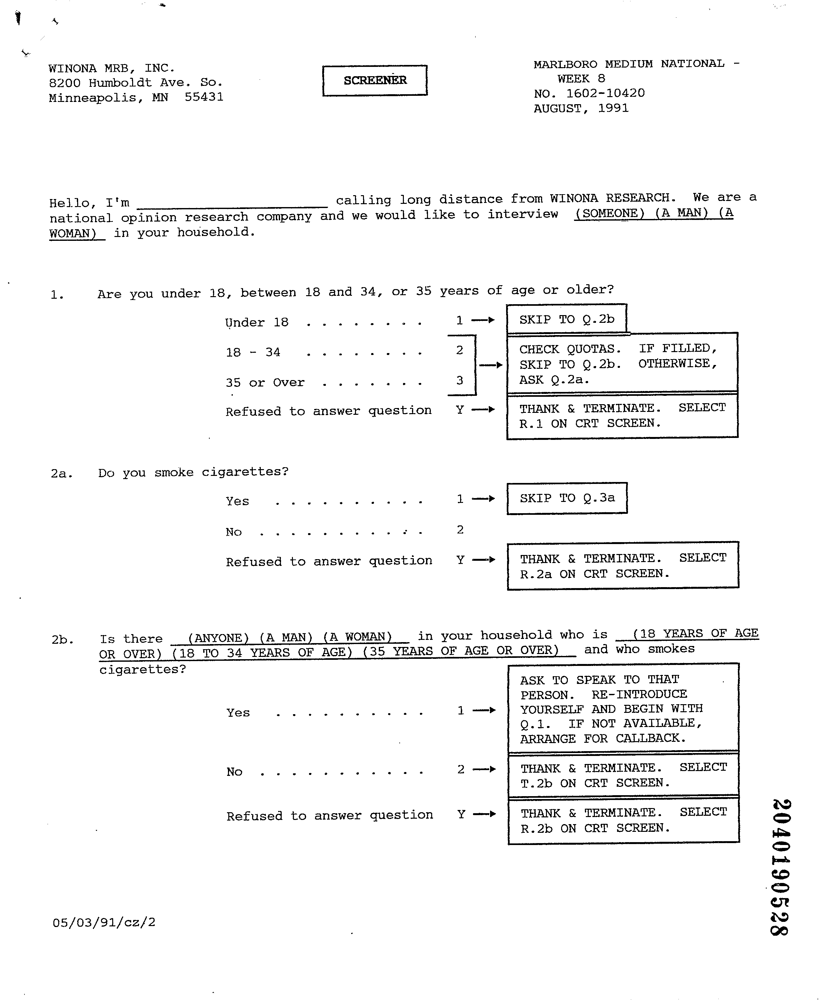 WINONA MRB, INC.
8200 Humboldt Ave. So.
Minneapolis, MN 55431
SCREENER
MARLBORO MEDIUM NATIONAL -
WEEK 8
NO. 1602-10420
AUGUST, 1991
Hello, I'm ______ calling long distance from WINONA RESEARCH. We are a
national opinion research company and we would like to interview (SOMEONE) (A MAN) (A
WOMAN) in your household.
1. Are you under 18, between 18 and 34, or 35 years of age or older?
Under 18 . . . . . . . . 1 → SKIP TO Q.2b
18 - 34 . . . . . . . . 2 CHECK QUOTAS. IF FILLED,
SKIP TO Q.2b. OTHERWISE,
35 or Over . . . . . . . 3 ASK Q.2a.
Refused to answer question Y → THANK & TERMINATE. SELECT
R.1 ON CRT SCREEN.
2a. Do you smoke cigarettes?
Yes . . . . . . . . . . 1 → SKIP TO Q.3a
No . . . . . . . . . . . 2
Refused to answer question Y → THANK & TERMINATE. SELECT
R.2a ON CRT SCREEN.
2b. Is there (ANYONE) (A MAN) (A WOMAN) in your household who is (18 YEARS OF AGE
OR OVER) (18 TO 34 YEARS OF AGE) (35 YEARS OF AGE OR OVER) and who smokes
cigarettes?
ASK TO SPEAK TO THAT
PERSON. RE-INTRODUCE
Yes . . . . . . . . . . 1 → YOURSELF AND BEGIN WITH
Q.1. IF NOT AVAILABLE,
ARRANGE FOR CALLBACK.
No . . . . . . . . . . . 2 → THANK & TERMINATE. SELECT
T.2b ON CRT SCREEN.
Refused to answer question Y → THANK & TERMINATE. SELECT
R.2b ON CRT SCREEN.
2040190528
05/03/91/cz/2